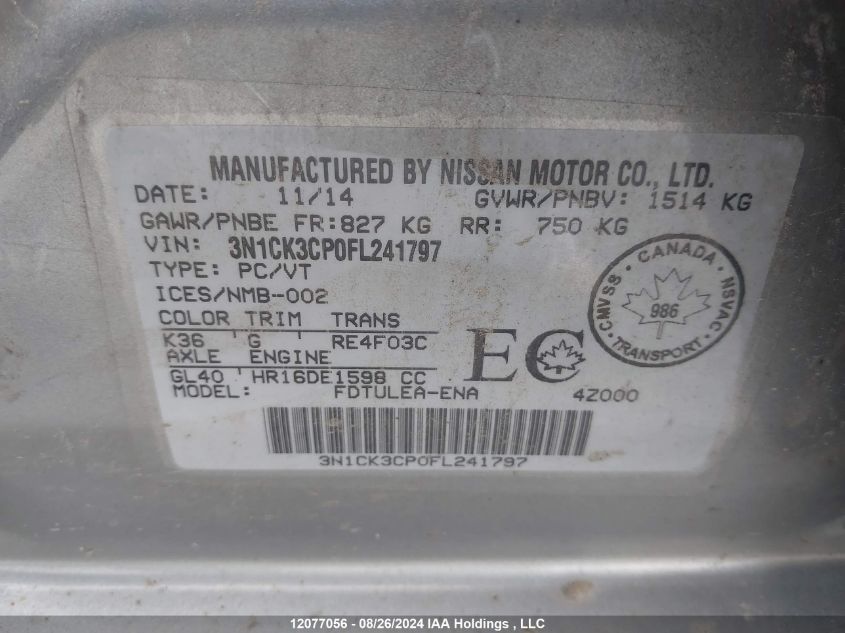 MANUFACTURED BY NISSAN MOTOR CO., LTD.
DATE: 11/14 GVWR/PNBV: 1514 KG
GAWR/PNBE FR:827 KG RR: 750 KG
VIN: 3N1CK3CP0FL241797
TYPE: PC/VT
ICES/NMB-002
COLOR TRIM TRANS
K36 ' G ' RE4F03C
AXLE ENGINE
GL40 ' HR16DE1598 CC
MODEL: FDTULEA-ENA 4Z000
EC
CANADA
CMVSS · NSVAC
986
TRANSPORT
3N1CK3CP0FL241797
12077056 - 08/26/2024 IAA Holdings , LLC